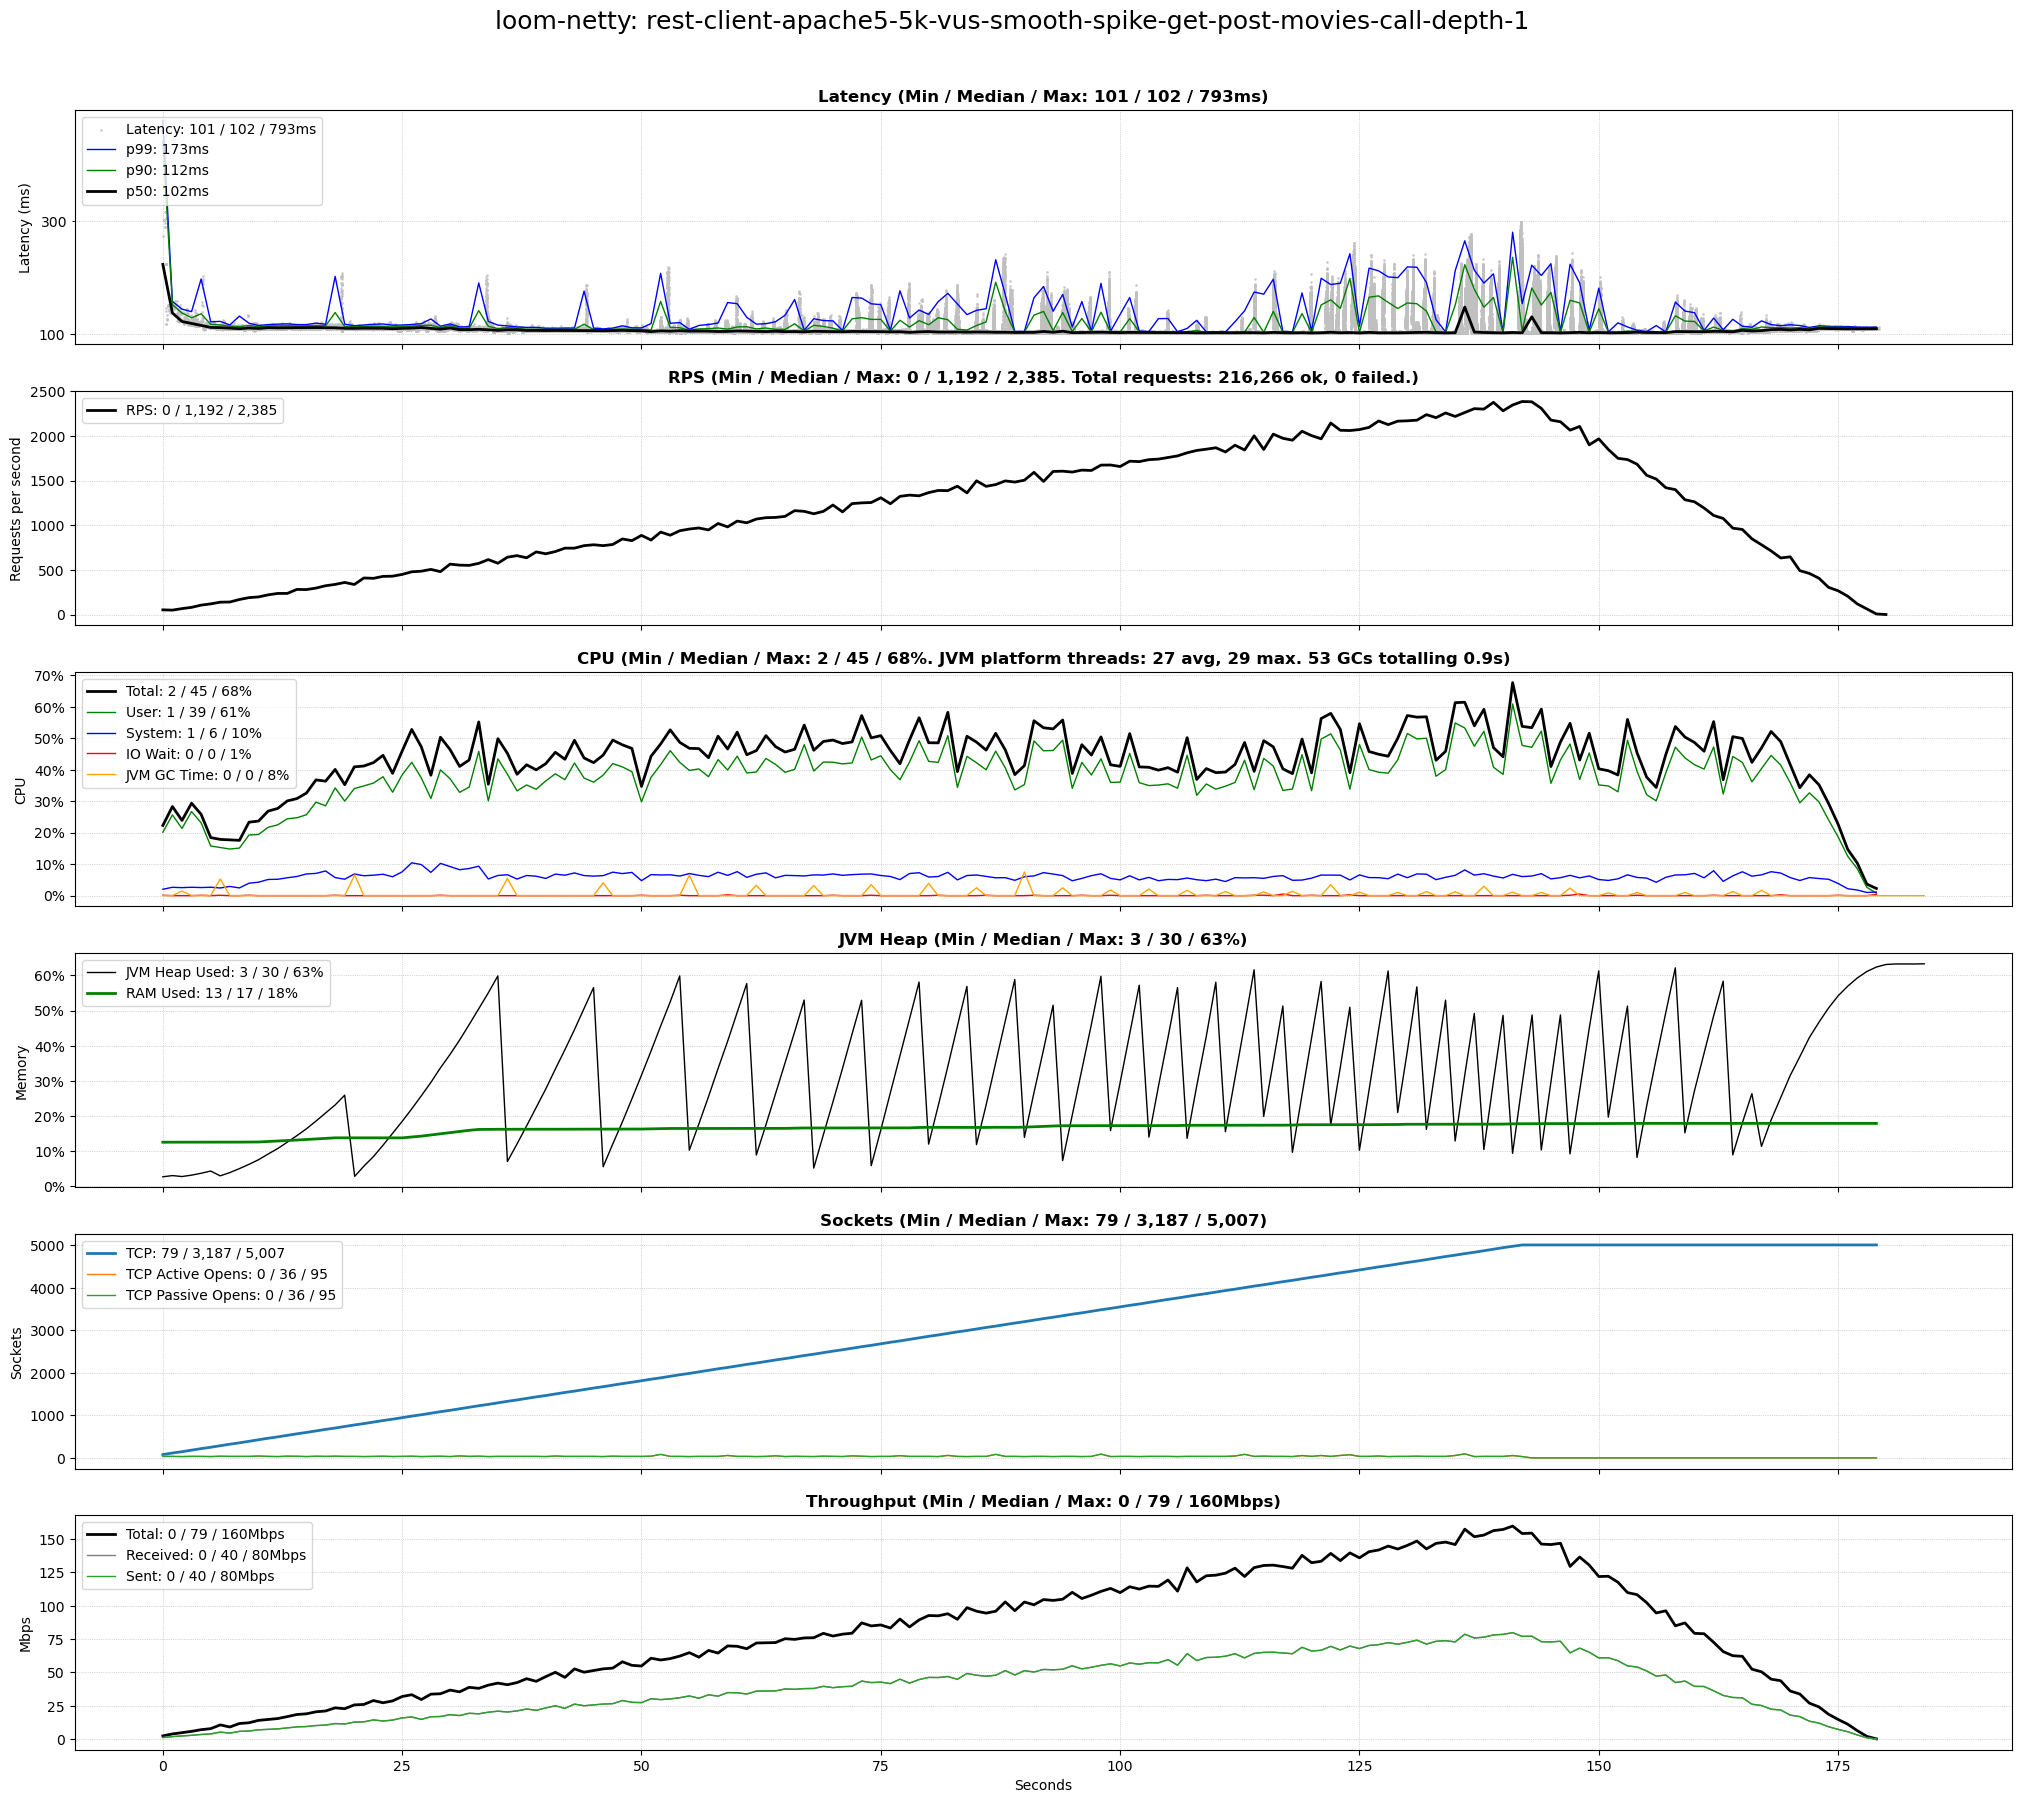 loom-netty: rest-client-apache5-5k-vus-smooth-spike-get-post-movies-call-depth-1
Latency (Min / Median / Max: 101 / 102 / 793ms)
Latency: 101 / 102 / 793ms
p99: 173ms
p90: 112ms
p50: 102ms
Latency (ms)
300
100
RPS (Min / Median / Max: 0 / 1,192 / 2,385. Total requests: 216,266 ok, 0 failed.)
RPS: 0 / 1,192 / 2,385
Requests per second
2500
2000
1500
1000
500
0
CPU (Min / Median / Max: 2 / 45 / 68%. JVM platform threads: 27 avg, 29 max. 53 GCs totalling 0.9s)
Total: 2 / 45 / 68%
User: 1 / 39 / 61%
System: 1 / 6 / 10%
IO Wait: 0 / 0 / 1%
JVM GC Time: 0 / 0 / 8%
CPU
70%
60%
50%
40%
30%
20%
10%
0%
JVM Heap (Min / Median / Max: 3 / 30 / 63%)
JVM Heap Used: 3 / 30 / 63%
RAM Used: 13 / 17 / 18%
Memory
60%
50%
40%
30%
20%
10%
0%
Sockets (Min / Median / Max: 79 / 3,187 / 5,007)
TCP: 79 / 3,187 / 5,007
TCP Active Opens: 0 / 36 / 95
TCP Passive Opens: 0 / 36 / 95
Sockets
5000
4000
3000
2000
1000
0
Throughput (Min / Median / Max: 0 / 79 / 160Mbps)
Total: 0 / 79 / 160Mbps
Received: 0 / 40 / 80Mbps
Sent: 0 / 40 / 80Mbps
Mbps
150
125
100
75
50
25
0
0 25 50 75 100 125 150 175
Seconds